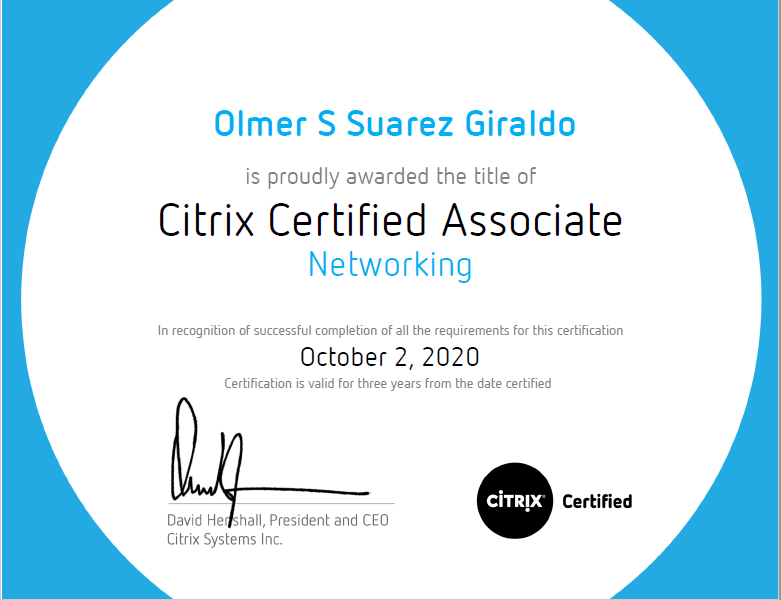 Olmer S Suarez Giraldo
is proudly awarded the title of
Citrix Certified Associate
Networking
In recognition of successful completion of all the requirements for this certification
October 2, 2020
Certification is valid for three years from the date certified
David Henshall, President and CEO
Citrix Systems Inc.
CİTRIX® Certified